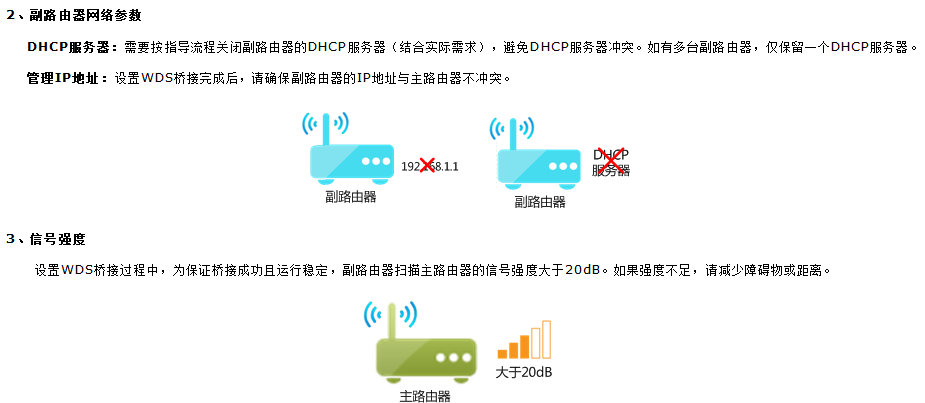 2、副路由器网络参数
DHCP服务器：需要按指导流程关闭副路由器的DHCP服务器（结合实际需求），避免DHCP服务器冲突。如有多台副路由器，仅保留一个DHCP服务器。
管理IP地址：设置WDS桥接完成后，请确保副路由器的IP地址与主路由器不冲突。
192.168.1.1
副路由器
DHCP
服务器
副路由器
3、信号强度
设置WDS桥接过程中，为保证桥接成功且运行稳定，副路由器扫描主路由器的信号强度大于20dB。如果强度不足，请减少障碍物或距离。
大于20dB
主路由器